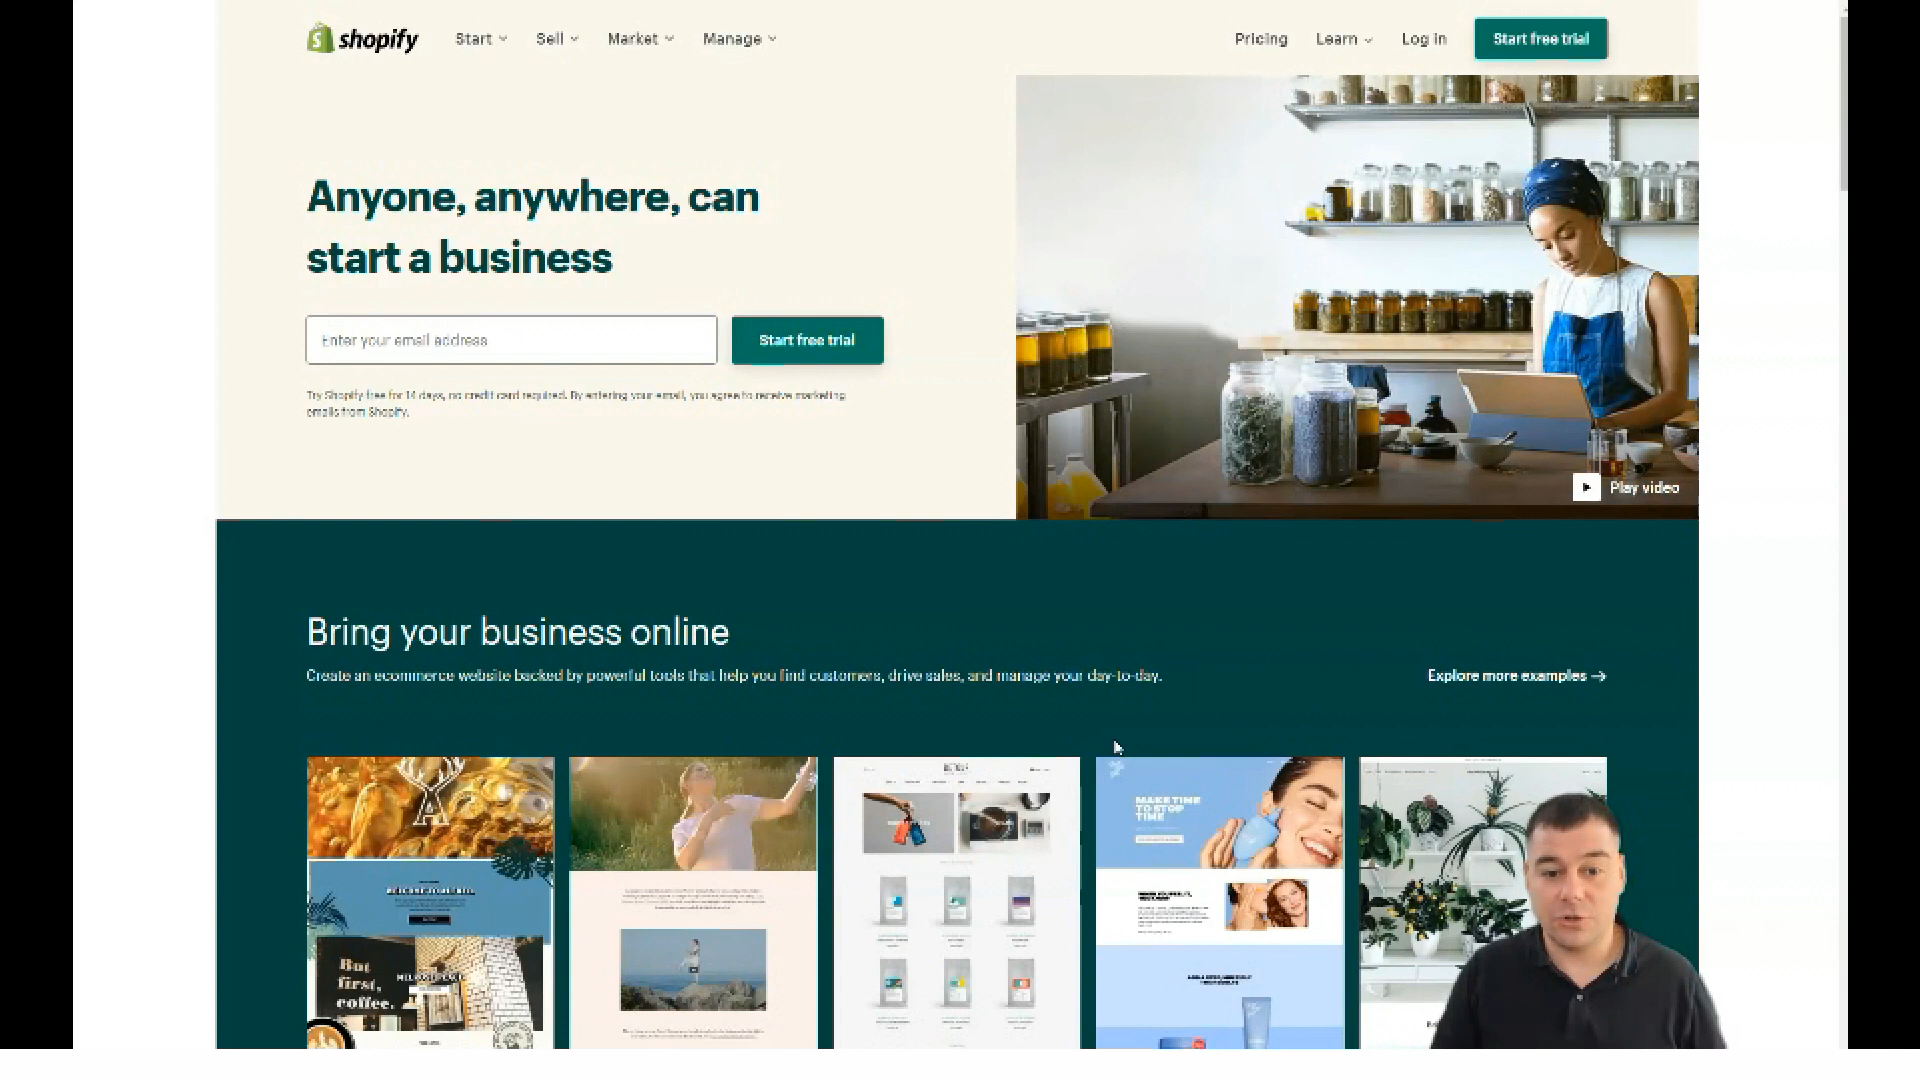 shopify
Start
Sell
Market
Manage
Pricing
Learn
Log in
Start free trial
Anyone, anywhere, can
start a business
Enter your email address
Start free trial
Try Shopify free for 14 days, no credit card required. By entering your email, you agree to receive marketing
emails from Shopify.
Play video
Bring your business online
Create an ecommerce website backed by powerful tools that help you find customers, drive sales, and manage your day-to-day.
Explore more examples →
But
first,
coffee.
MAKE TIME
TO STOP
TIME